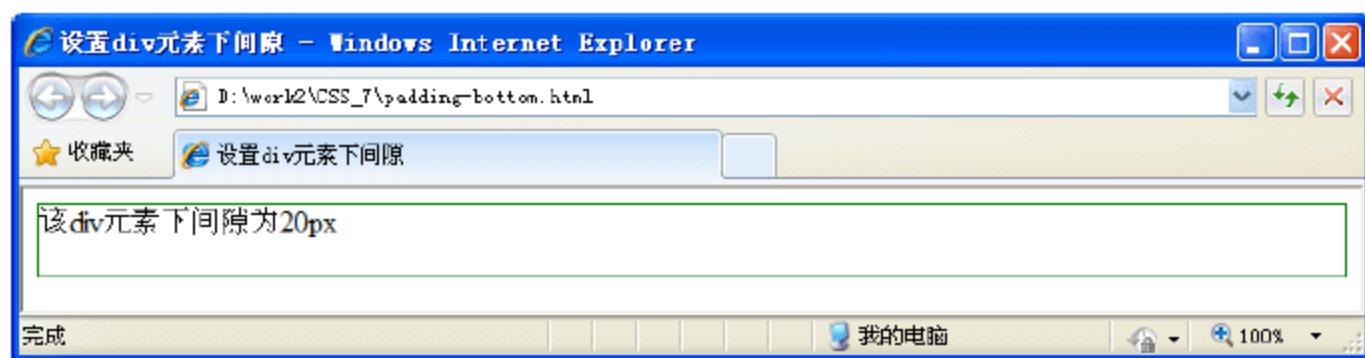 设置div元素下间隙 - Windows Internet Explorer
D:\work2\CSS_7\padding-bottom.html
收藏夹
设置div元素下间隙
该div元素下间隙为20px
完成
我的电脑
100%